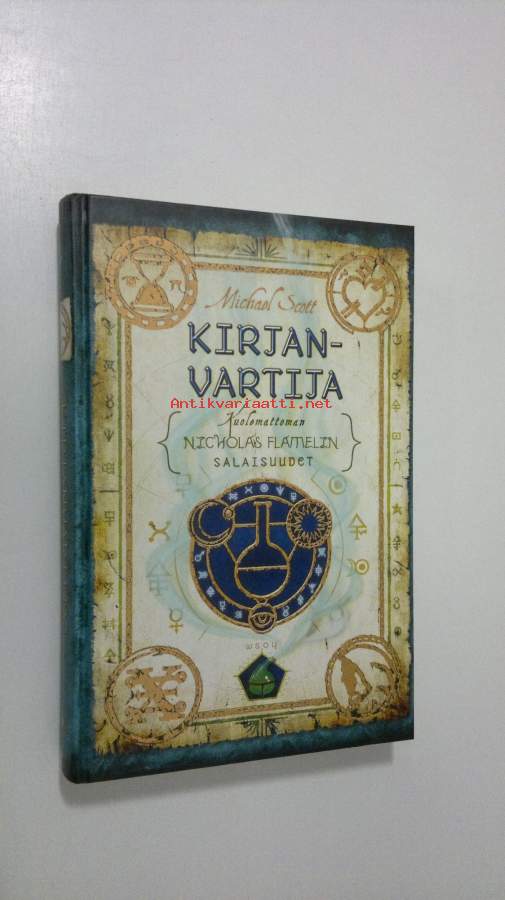 Michael Scott
KIRJAN-
VARTIJA
Antikvariaatti.net
Kuolemattoman
NICHOLAS FLAMELIN
SALAISUUDET
WSOY